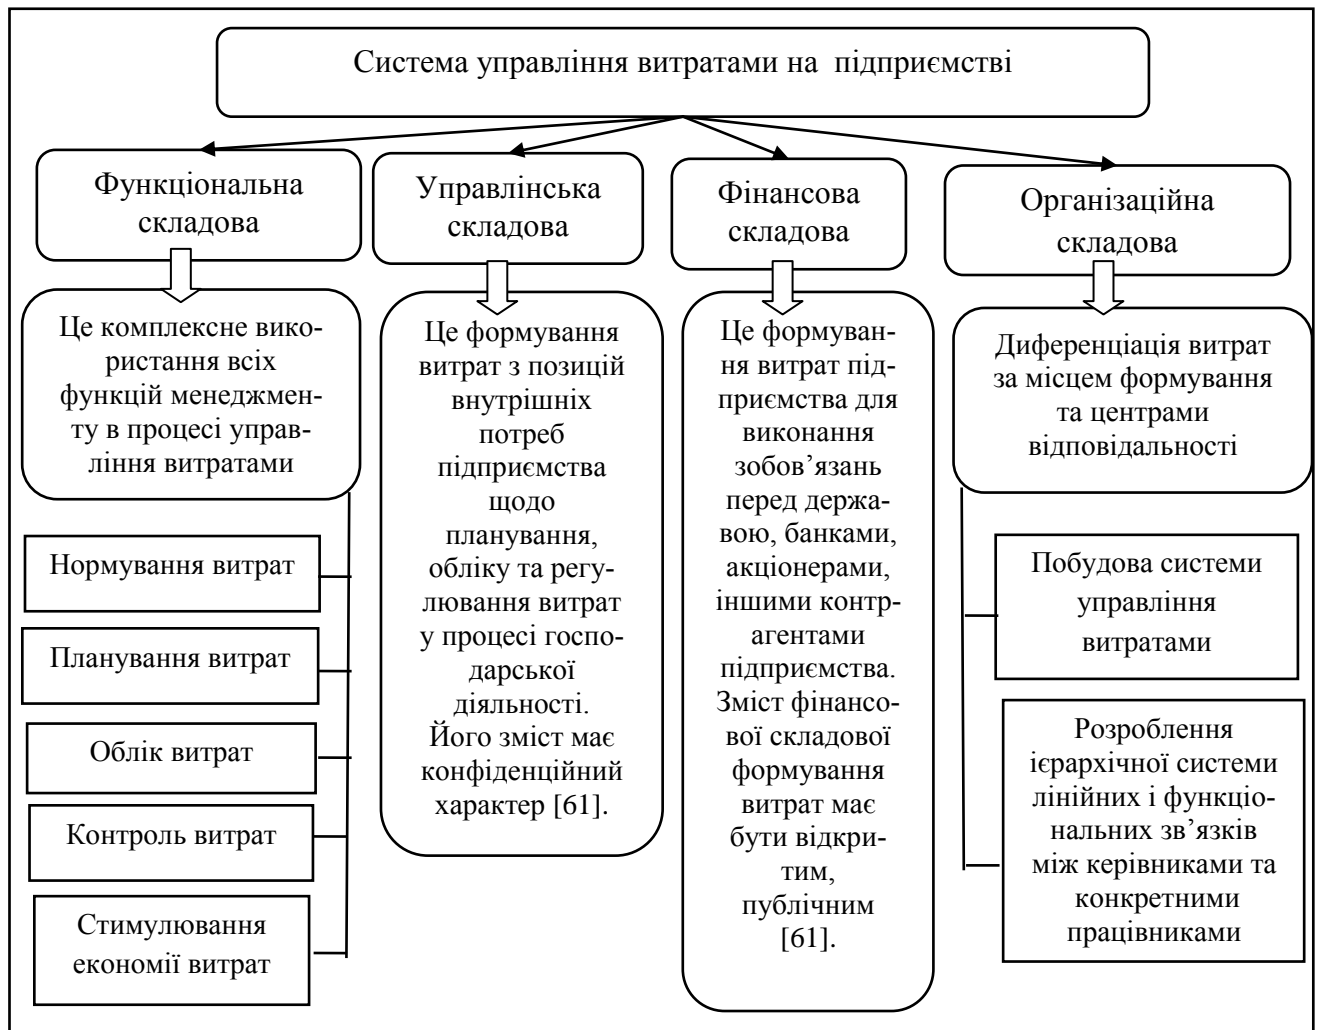 Система управління витратами на підприємстві
Функціональна
складова
Управлінська
складова
Фінансова
складова
Організаційна
складова
Це комплексне вико-
ристання всіх
функцій менеджмен-
ту в процесі управ-
ління витратами
Нормування витрат
Планування витрат
Облік витрат
Контроль витрат
Стимулювання
економії витрат
Це формування
витрат з позицій
внутрішніх
потреб
підприємства
щодо
планування,
обліку та регу-
лювання витрат
у процесі госпо-
дарської
діяльності.
Його зміст має
конфіденційний
характер [61].
Це формуван-
ня витрат під-
приємства для
виконання
зобов’язань
перед держа-
вою, банками,
акціонерами,
іншими контр-
агентами
підприємства.
Зміст фінансо-
вої складової
формування
витрат має
бути відкри-
тим,
публічним
[61].
Диференціація витрат
за місцем формування
та центрами
відповідальності
Побудова системи
управління
витратами
Розроблення
ієрархічної системи
лінійних і функціо-
нальних зв’язків
між керівниками та
конкретними
працівниками